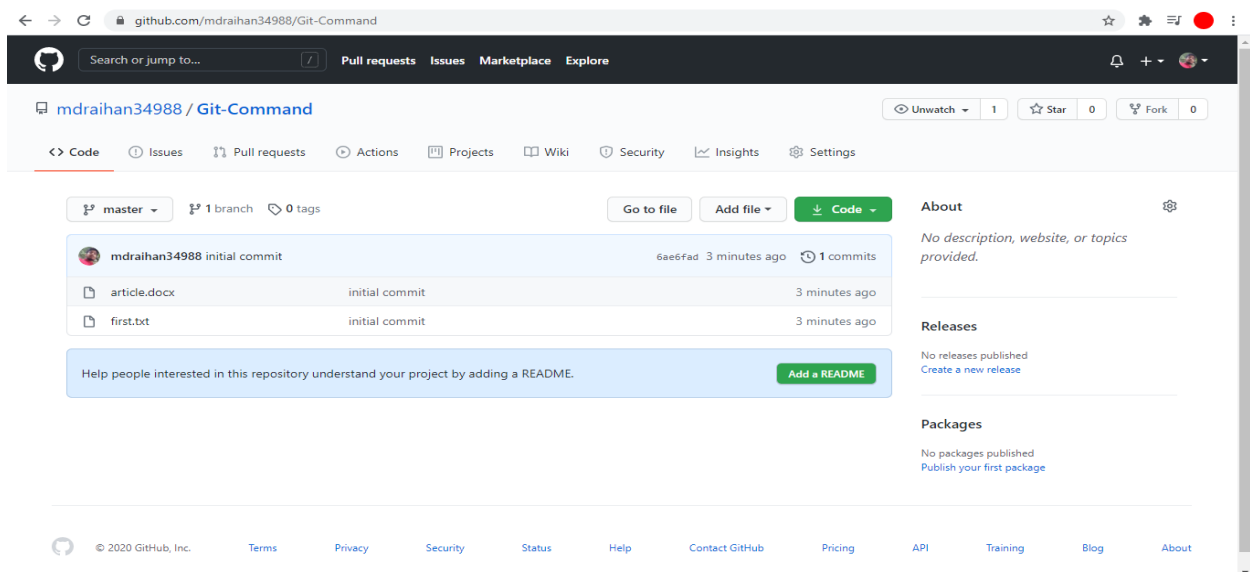 github.com/mdraihan34988/Git-Command
Search or jump to... / Pull requests Issues Marketplace Explore
mdraihan34988 / Git-Command Unwatch 1 Star 0 Fork 0
<> Code Issues Pull requests Actions Projects Wiki Security Insights Settings
master 1 branch 0 tags Go to file Add file Code
mdraihan34988 initial commit 6ae6fad 3 minutes ago 1 commits
article.docx initial commit 3 minutes ago
first.txt initial commit 3 minutes ago
Help people interested in this repository understand your project by adding a README. Add a README
About
No description, website, or topics
provided.
Releases
No releases published
Create a new release
Packages
No packages published
Publish your first package
© 2020 GitHub, Inc. Terms Privacy Security Status Help Contact GitHub Pricing API Training Blog About